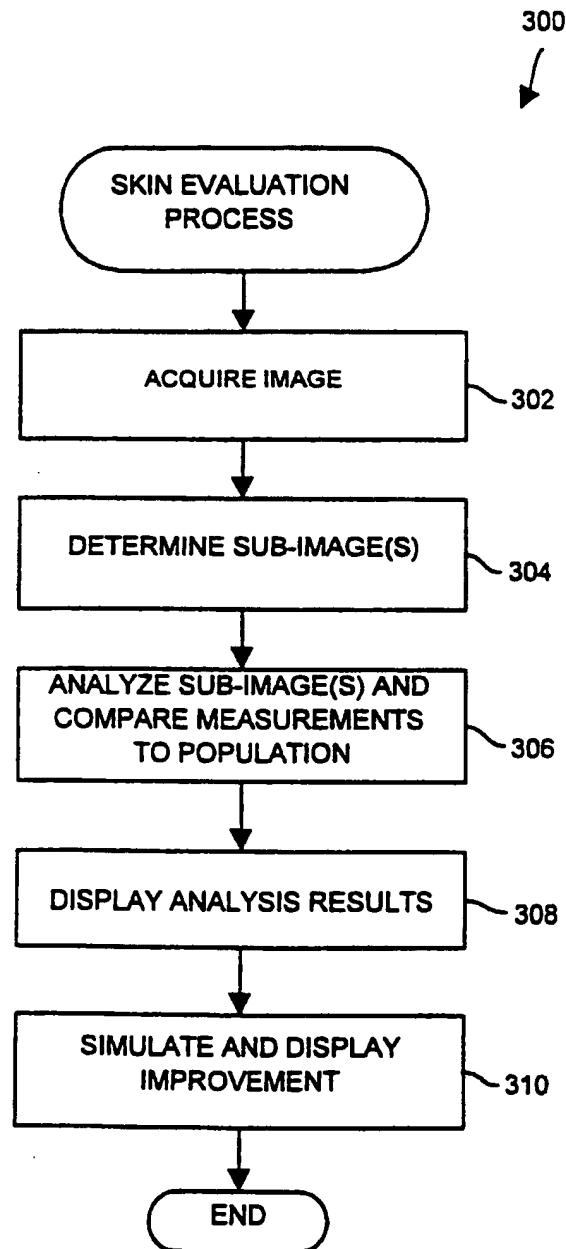 300
SKIN EVALUATION
PROCESS
ACQUIRE IMAGE
302
DETERMINE SUB-IMAGE(S)
304
ANALYZE SUB-IMAGE(S) AND
COMPARE MEASUREMENTS
TO POPULATION
306
DISPLAY ANALYSIS RESULTS
308
SIMULATE AND DISPLAY
IMPROVEMENT
310
END